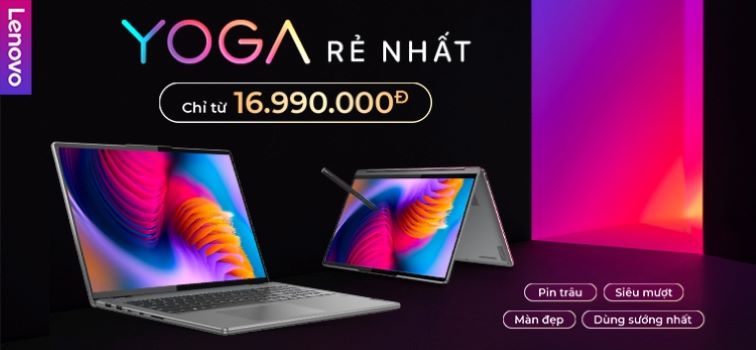 Lenovo
YOGA RẺ NHẤT
Chỉ từ 16.990.000Đ
Pin trâu
Siêu mượt
Màn đẹp
Dùng sướng nhất